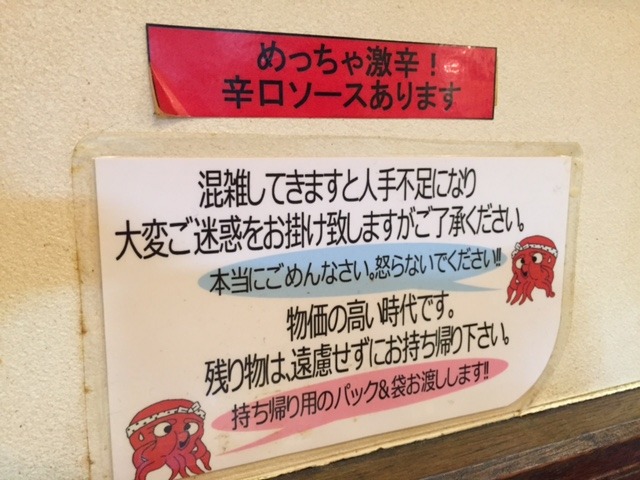 めっちゃ激辛!
辛口ソースあります
混雑してきますと人手不足になり
大変ご迷惑をお掛け致しますがご了承ください。
本当にごめんなさい。怒らないでください!!
物価の高い時代です。
残り物は、遠慮せずにお持ち帰り下さい。
持ち帰り用のパック&袋お渡しします!!